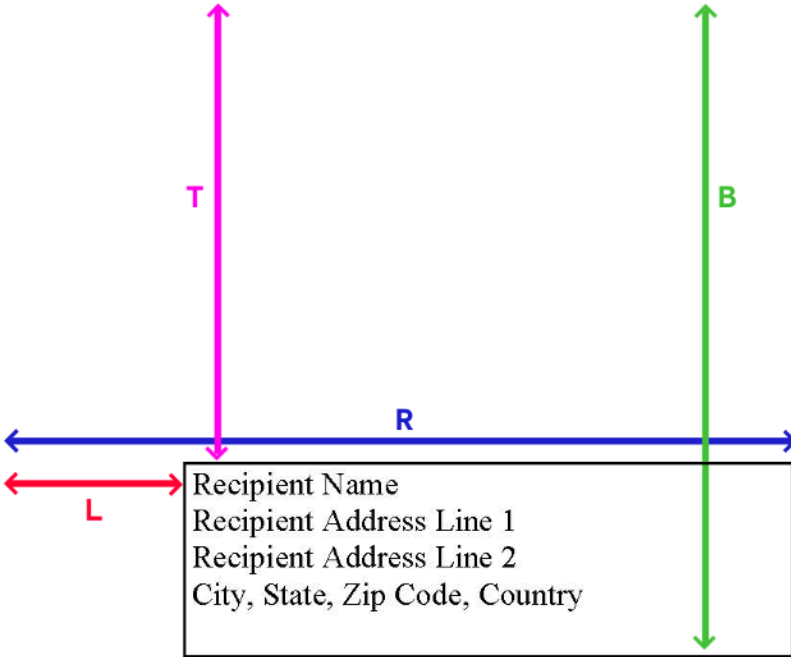 T
B
R
L
Recipient Name
Recipient Address Line 1
Recipient Address Line 2
City, State, Zip Code, Country